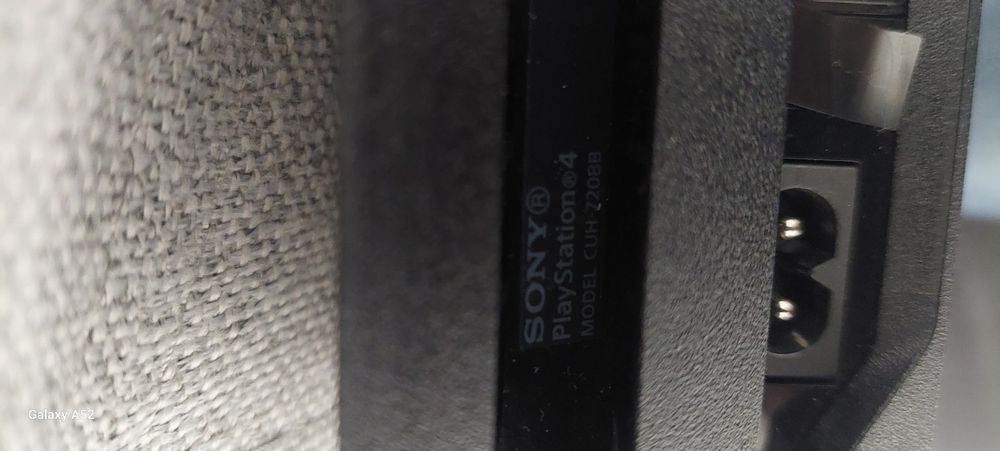 SONY®
PlayStation®4
MODEL CUH-2208B
Galaxy A52